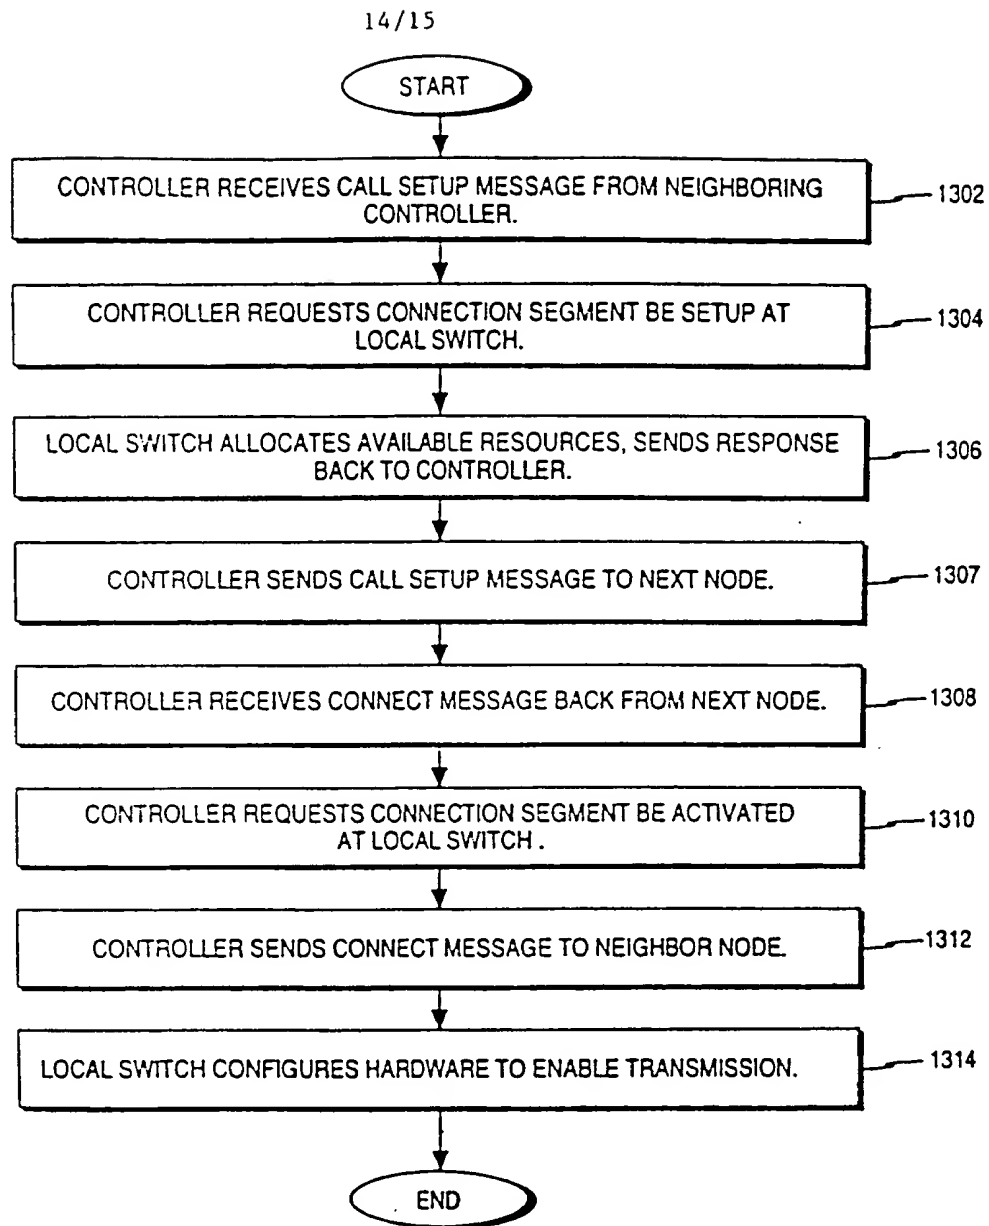 14/15
START
CONTROLLER RECEIVES CALL SETUP MESSAGE FROM NEIGHBORING
CONTROLLER.
1302
CONTROLLER REQUESTS CONNECTION SEGMENT BE SETUP AT
LOCAL SWITCH.
1304
LOCAL SWITCH ALLOCATES AVAILABLE RESOURCES, SENDS RESPONSE
BACK TO CONTROLLER.
1306
CONTROLLER SENDS CALL SETUP MESSAGE TO NEXT NODE.
1307
CONTROLLER RECEIVES CONNECT MESSAGE BACK FROM NEXT NODE.
1308
CONTROLLER REQUESTS CONNECTION SEGMENT BE ACTIVATED
AT LOCAL SWITCH .
1310
CONTROLLER SENDS CONNECT MESSAGE TO NEIGHBOR NODE.
1312
LOCAL SWITCH CONFIGURES HARDWARE TO ENABLE TRANSMISSION.
1314
END